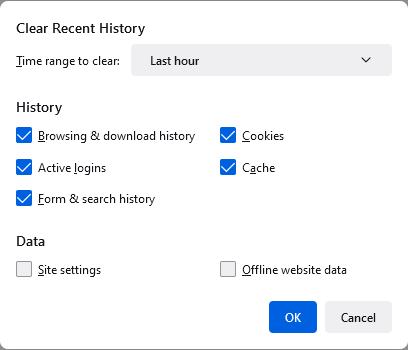 Clear Recent History
Time range to clear: Last hour
History
Browsing & download history Cookies
Active logins Cache
Form & search history
Data
Site settings Offline website data
OK Cancel